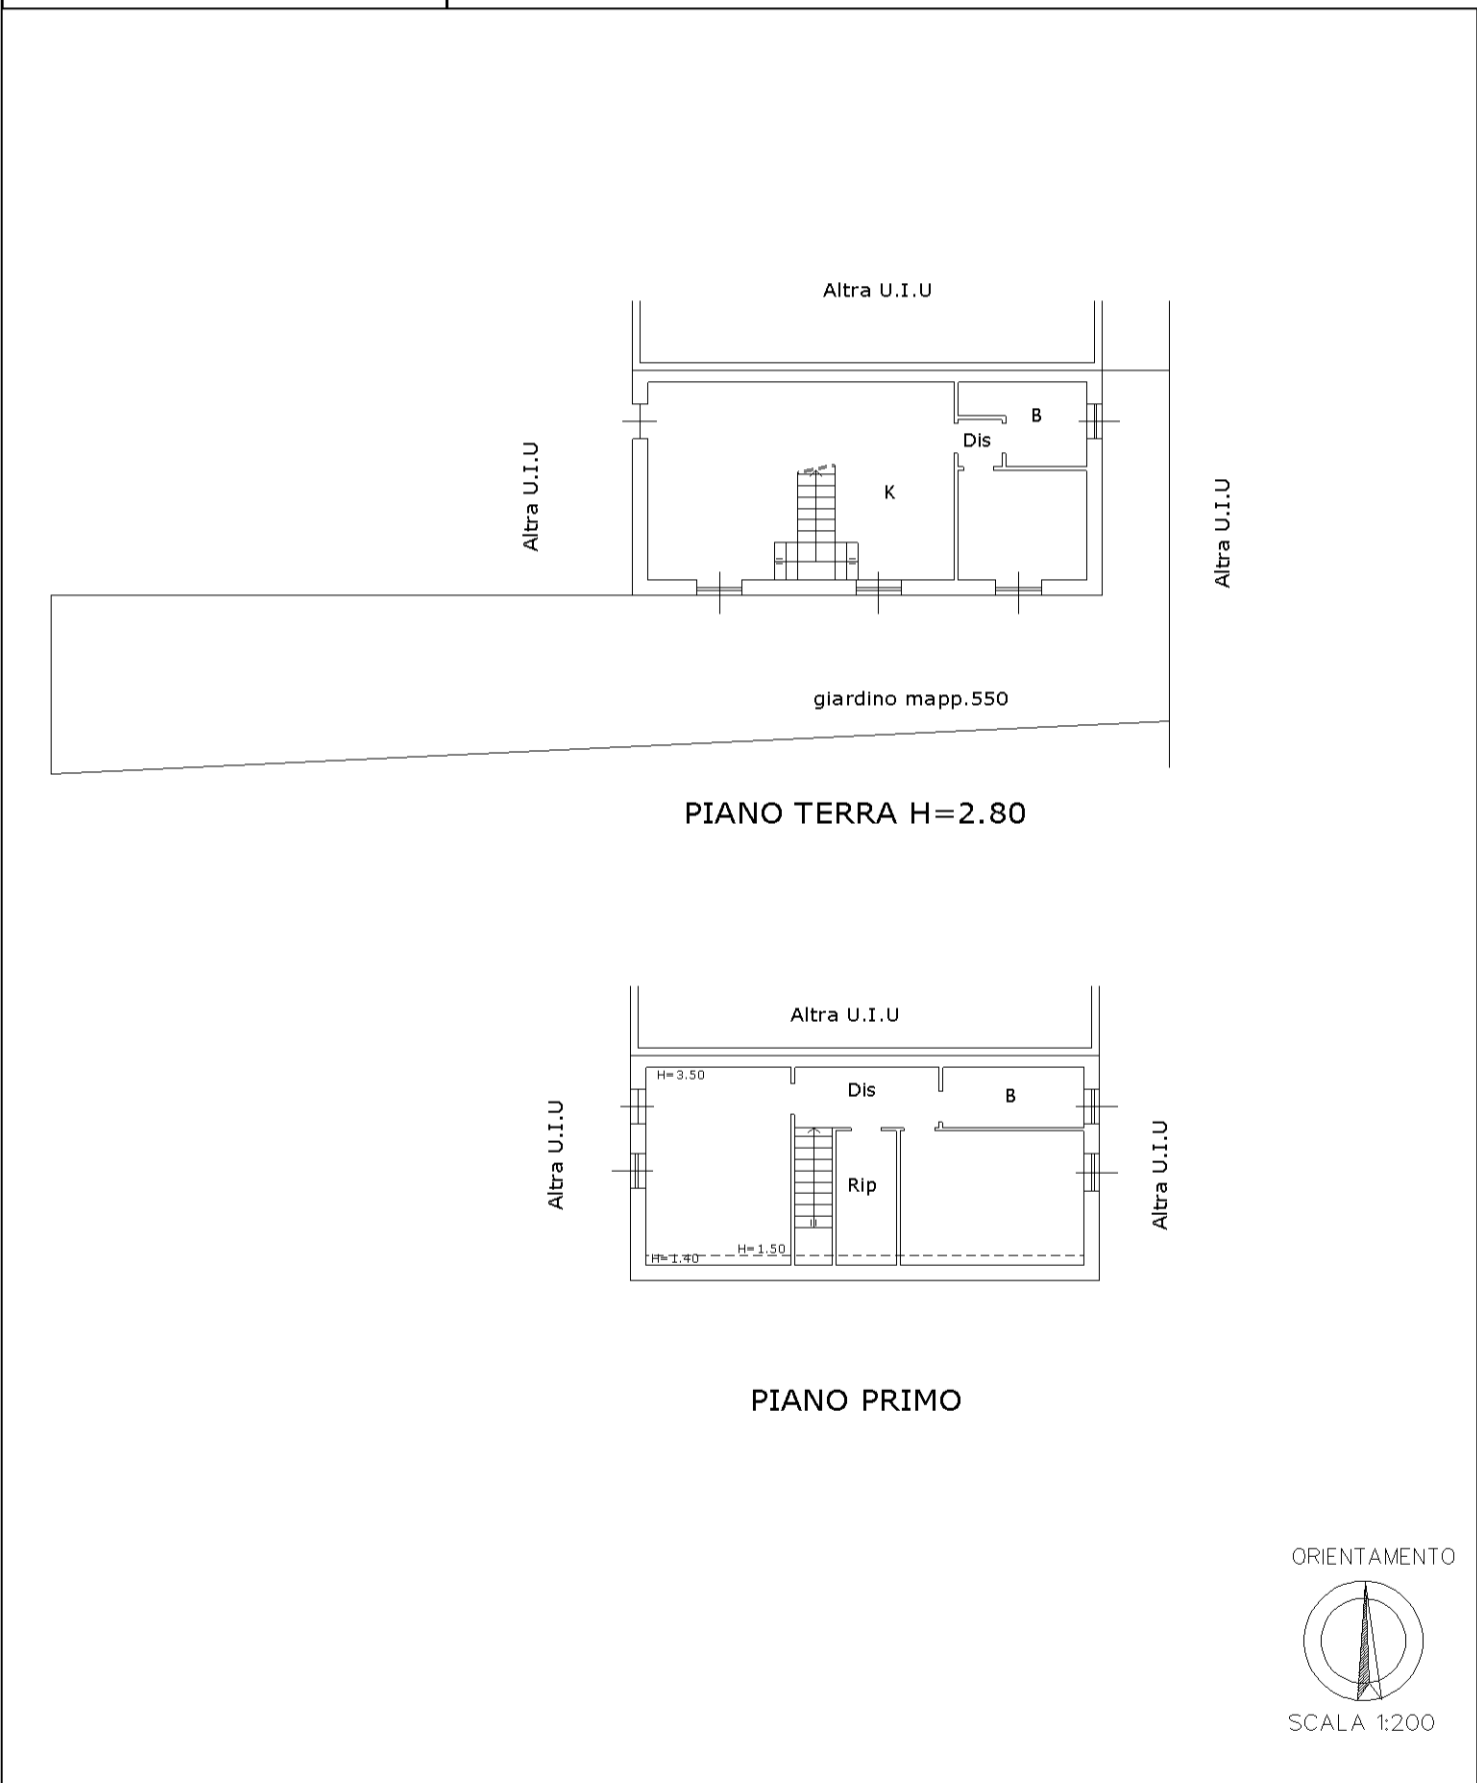 Altra U.I.U
B
Dis
K
Altra U.I.U
Altra U.I.U
giardino mapp.550
PIANO TERRA H=2.80
Altra U.I.U
H=3.50
Dis
B
Altra U.I.U
Altra U.I.U
Rip
H=1.50
H=1.40
PIANO PRIMO
ORIENTAMENTO
SCALA 1:200